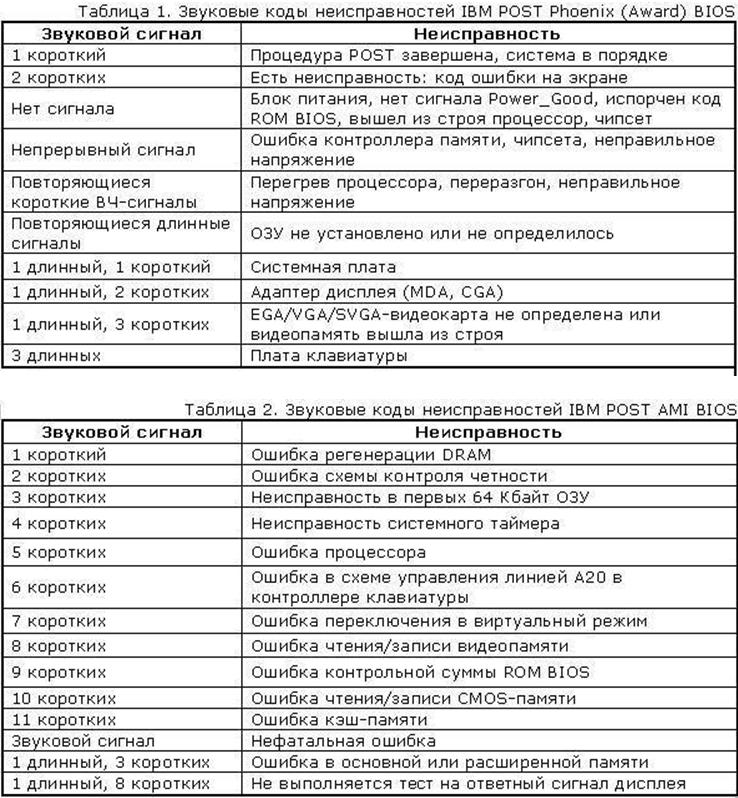 Таблица 1. Звуковые коды неисправностей IBM POST Phoenix (Award) BIOS
Звуковой сигнал Неисправность
1 короткий Процедура POST завершена, система в порядке
2 коротких Есть неисправность: код ошибки на экране
Нет сигнала Блок питания, нет сигнала Power_Good, испорчен код
ROM BIOS, вышел из строя процессор, чипсет
Непрерывный сигнал Ошибка контроллера памяти, чипсета, неправильное
напряжение
Повторяющиеся
короткие ВЧ-сигналы Перегрев процессора, переразгон, неправильное
напряжение
Повторяющиеся длинные
сигналы ОЗУ не установлено или не определилось
1 длинный, 1 короткий Системная плата
1 длинный, 2 коротких Адаптер дисплея (MDA, CGA)
1 длинный, 3 коротких EGA/VGA/SVGA-видеокарта не определена или
видеопамять вышла из строя
3 длинных Плата клавиатуры
Таблица 2. Звуковые коды неисправностей IBM POST AMI BIOS
Звуковой сигнал Неисправность
1 короткий Ошибка регенерации DRAM
2 коротких Ошибка схемы контроля четности
3 коротких Неисправность в первых 64 Кбайт ОЗУ
4 коротких Неисправность системного таймера
5 коротких Ошибка процессора
6 коротких Ошибка в схеме управления линией A20 в
контроллере клавиатуры
7 коротких Ошибка переключения в виртуальный режим
8 коротких Ошибка чтения/записи видеопамяти
9 коротких Ошибка контрольной суммы ROM BIOS
10 коротких Ошибка чтения/записи CMOS-памяти
11 коротких Ошибка кэш-памяти
Звуковой сигнал Нефатальная ошибка
1 длинный, 3 коротких Ошибка в основной или расширенной памяти
1 длинный, 8 коротких Не выполняется тест на ответный сигнал дисплея